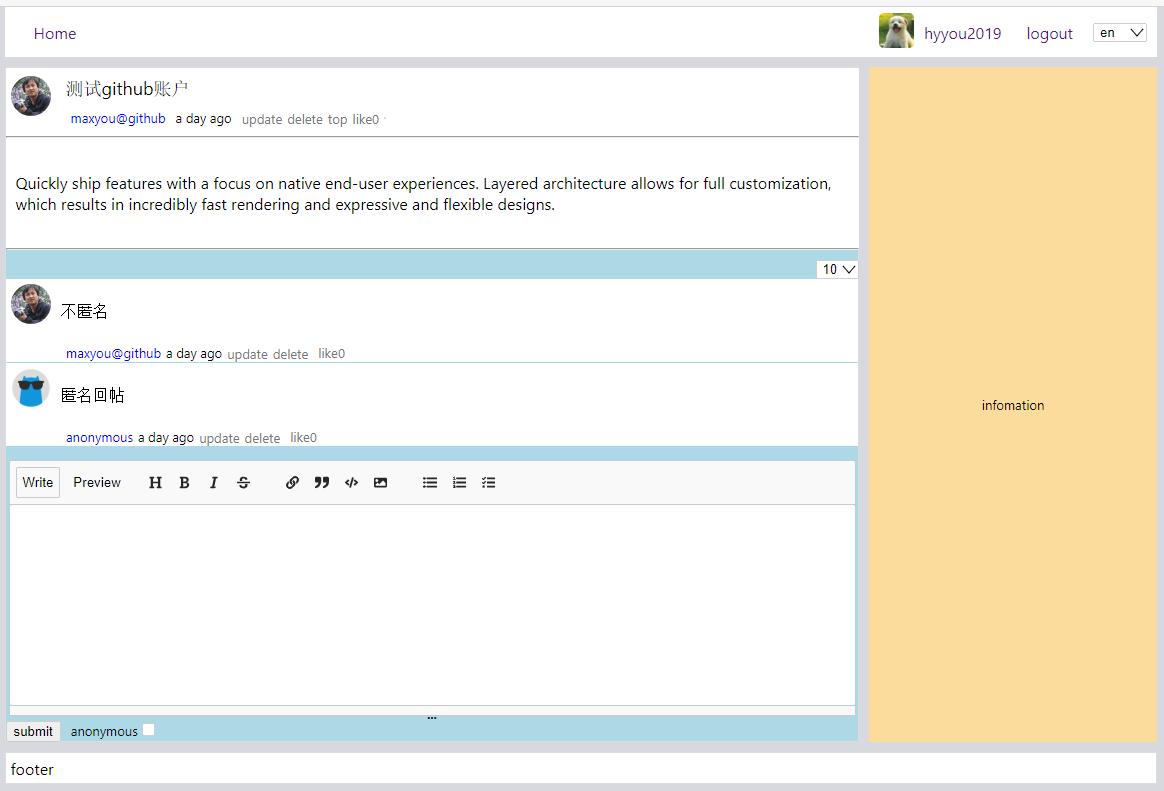 Home hyyou2019 logout en
测试github账户
maxyou@github a day ago update delete top like0
Quickly ship features with a focus on native end-user experiences. Layered architecture allows for full customization,
which results in incredibly fast rendering and expressive and flexible designs.
10
不匿名
maxyou@github a day ago update delete like0
匿名回帖
anonymous a day ago update delete like0
infomation
Write Preview H B I S
submit anonymous
footer